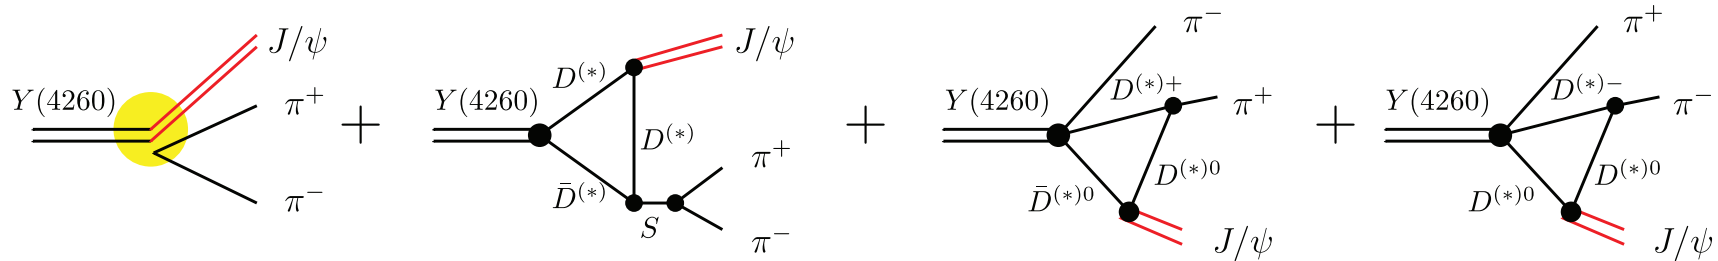 Y(4260)
J/ψ
π⁺
π⁻
+
Y(4260)
D⁽*⁾
J/ψ
D⁽*⁾
D̄⁽*⁾
S
π⁺
π⁻
+
Y(4260)
π⁻
D⁽*⁾⁺
π⁺
D⁽*⁾⁰
D̄⁽*⁾⁰
J/ψ
+
Y(4260)
π⁺
D⁽*⁾⁻
π⁻
D⁽*⁾⁰
D⁽*⁾⁰
J/ψ